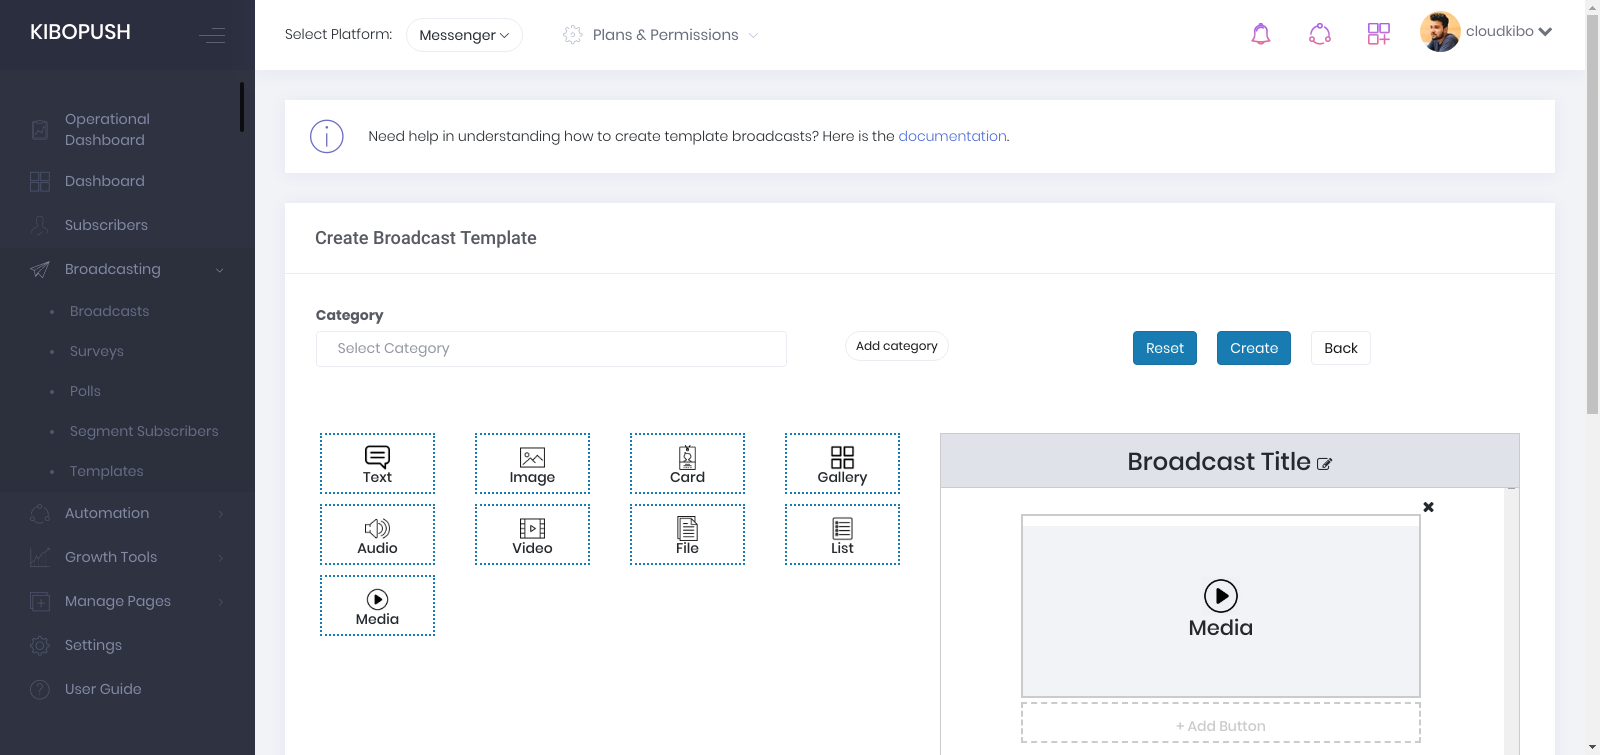 KIBOPUSH
Select Platform: Messenger
Plans & Permissions
cloudkibo
Operational
Dashboard
Dashboard
Subscribers
Broadcasting
Broadcasts
Surveys
Polls
Segment Subscribers
Templates
Automation
Growth Tools
Manage Pages
Settings
User Guide
Need help in understanding how to create template broadcasts? Here is the documentation.
Create Broadcast Template
Category
Select Category
Add category
Reset
Create
Back
Text
Image
Card
Gallery
Audio
Video
File
List
Media
Broadcast Title
Media
+ Add Button